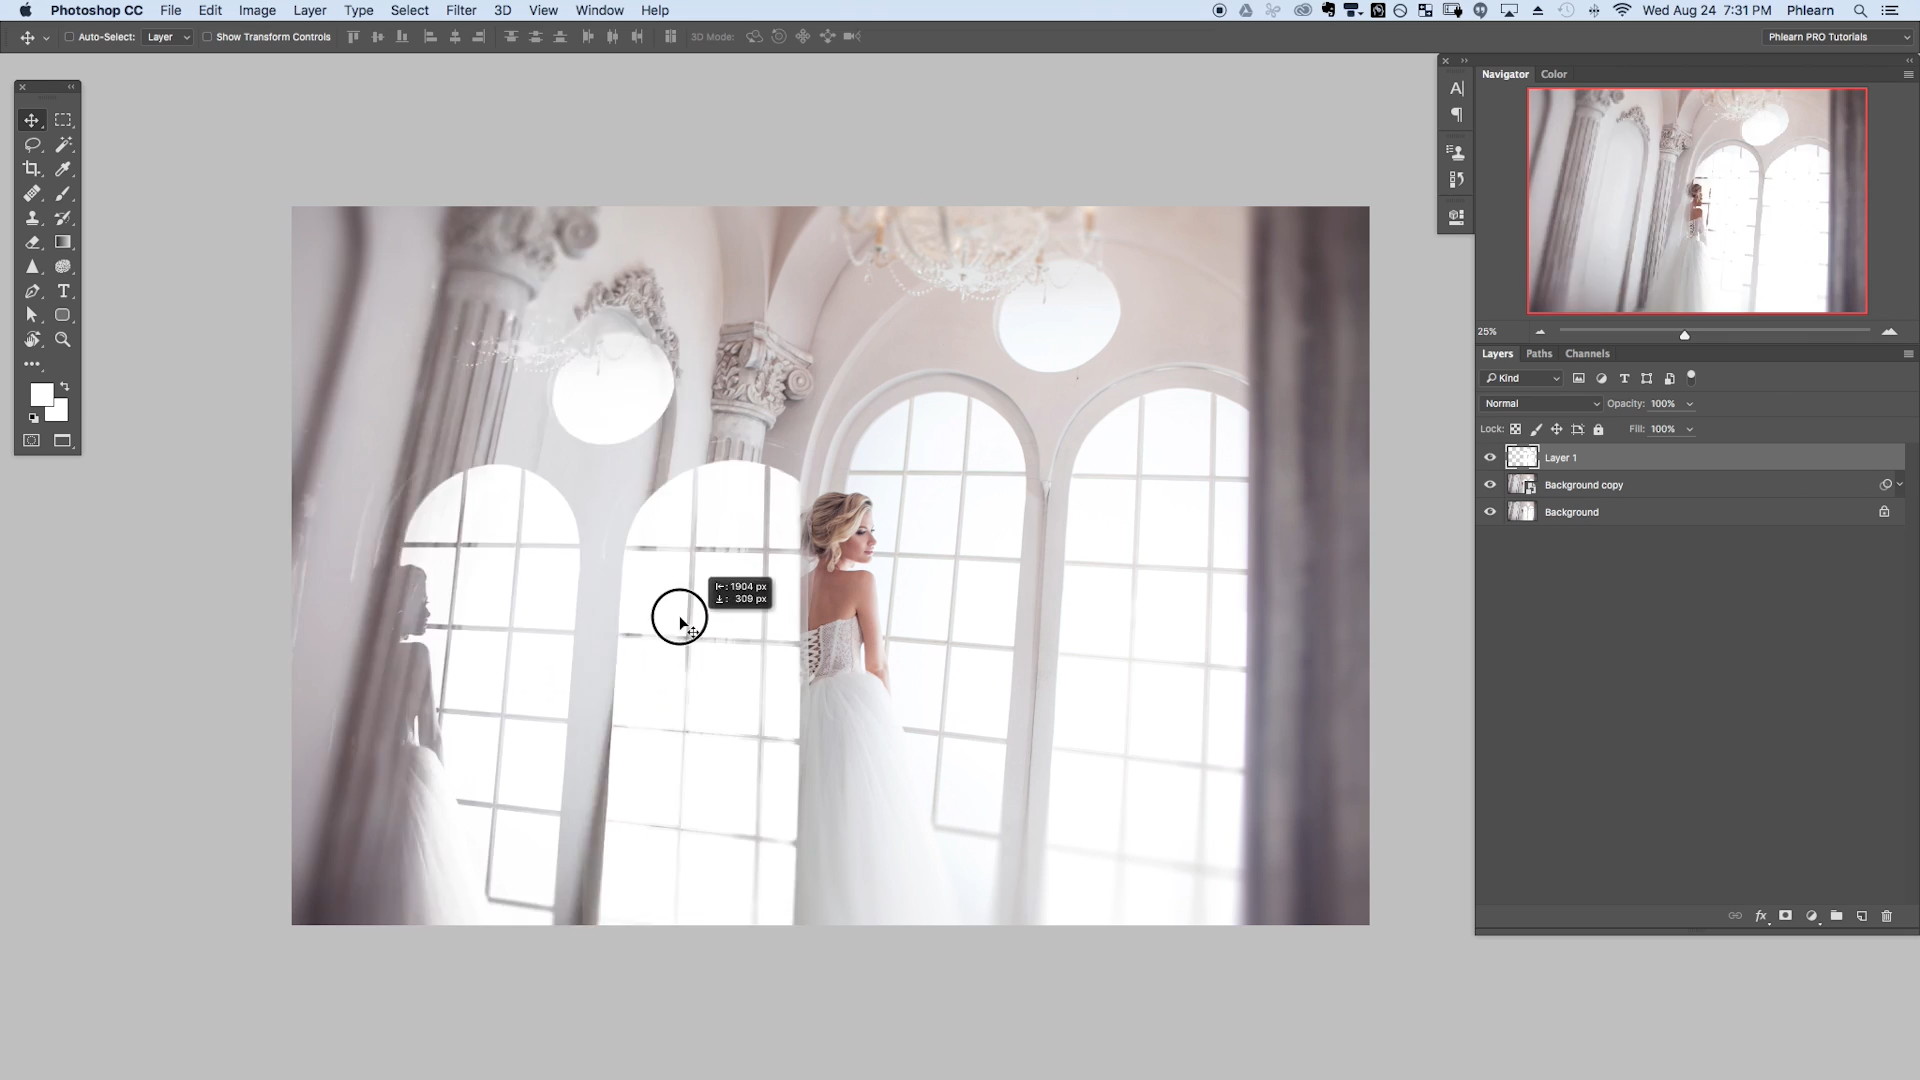 Photoshop CC File Edit Image Layer Type Select Filter 3D View Window Help Wed Aug 24 7:31 PM Phlearn
Auto-Select: Layer Show Transform Controls 3D Mode: Phlearn PRO Tutorials
Navigator Color
25%
Layers Paths Channels
Kind
Normal Opacity: 100%
Lock: Fill: 100%
Layer 1
Background copy
Background
1904 px
309 px
fx